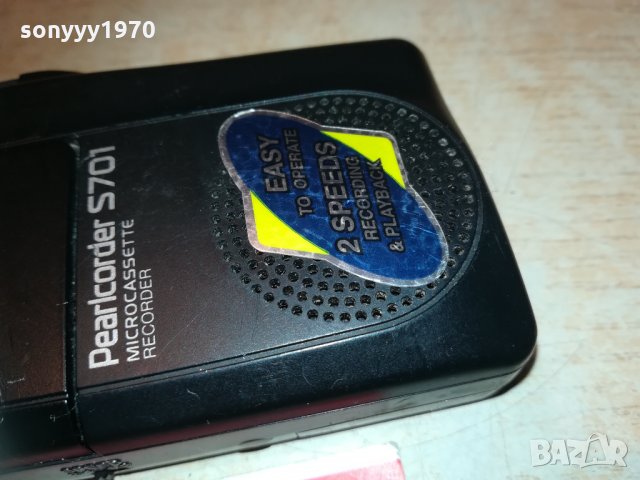 sonyyy1970
Pearlcorder S701
MICROCASSETTE
RECORDER
EASY
TO OPERATE
2 SPEEDS
RECORDING
& PLAYBACK
BAZAR